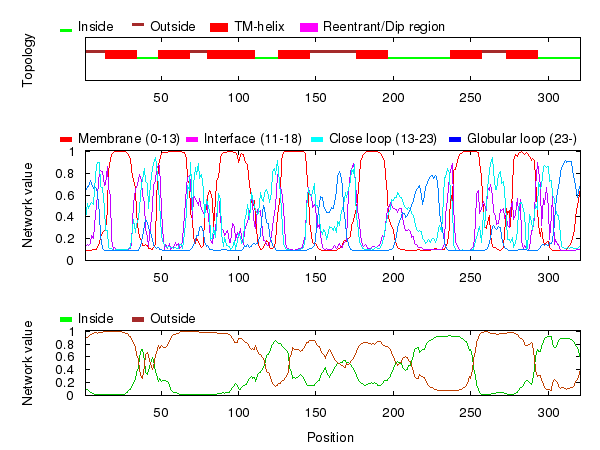 Inside Outside TM-helix Reentrant/Dip region
Topology
50 100 150 200 250 300
Membrane (0-13) Interface (11-18) Close loop (13-23) Globular loop (23-)
Network value
1
0.8
0.6
0.4
0.2
0
50 100 150 200 250 300
Inside Outside
Network value
1
0.8
0.6
0.4
0.2
0
50 100 150 200 250 300
Position